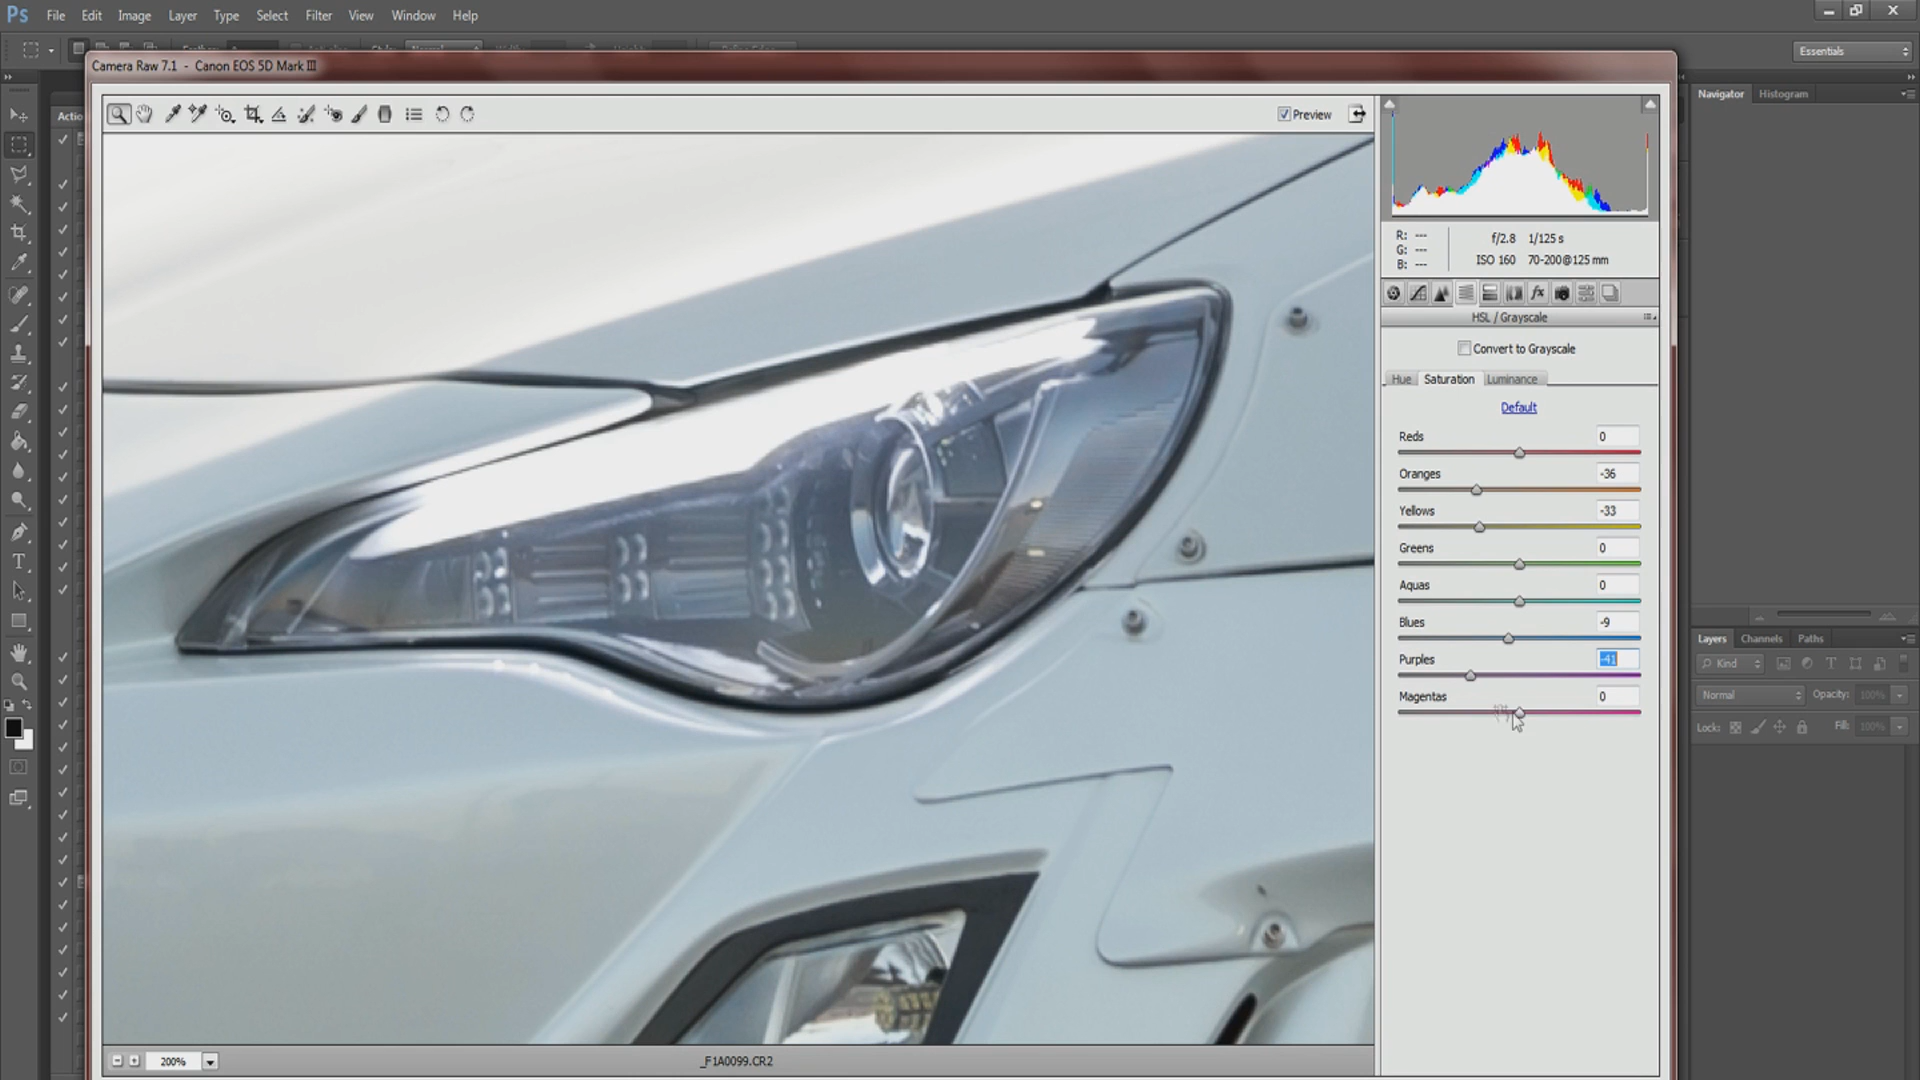 Ps File Edit Image Layer Type Select Filter View Window Help
Essentials
Camera Raw 7.1 - Canon EOS 5D Mark III
Actio
Preview
Navigator Histogram
R: ---
G: ---
B: ---
f/2.8 1/125 s
ISO 160 70-200@125 mm
HSL / Grayscale
Convert to Grayscale
Hue Saturation Luminance
Default
Reds 0
Oranges -36
Yellows -33
Greens 0
Aquas 0
Blues -9
Purples -41
Magentas 0
Layers Channels Paths
Kind
Normal Opacity: 100%
Lock: Fill: 100%
200%
_F1A0099.CR2